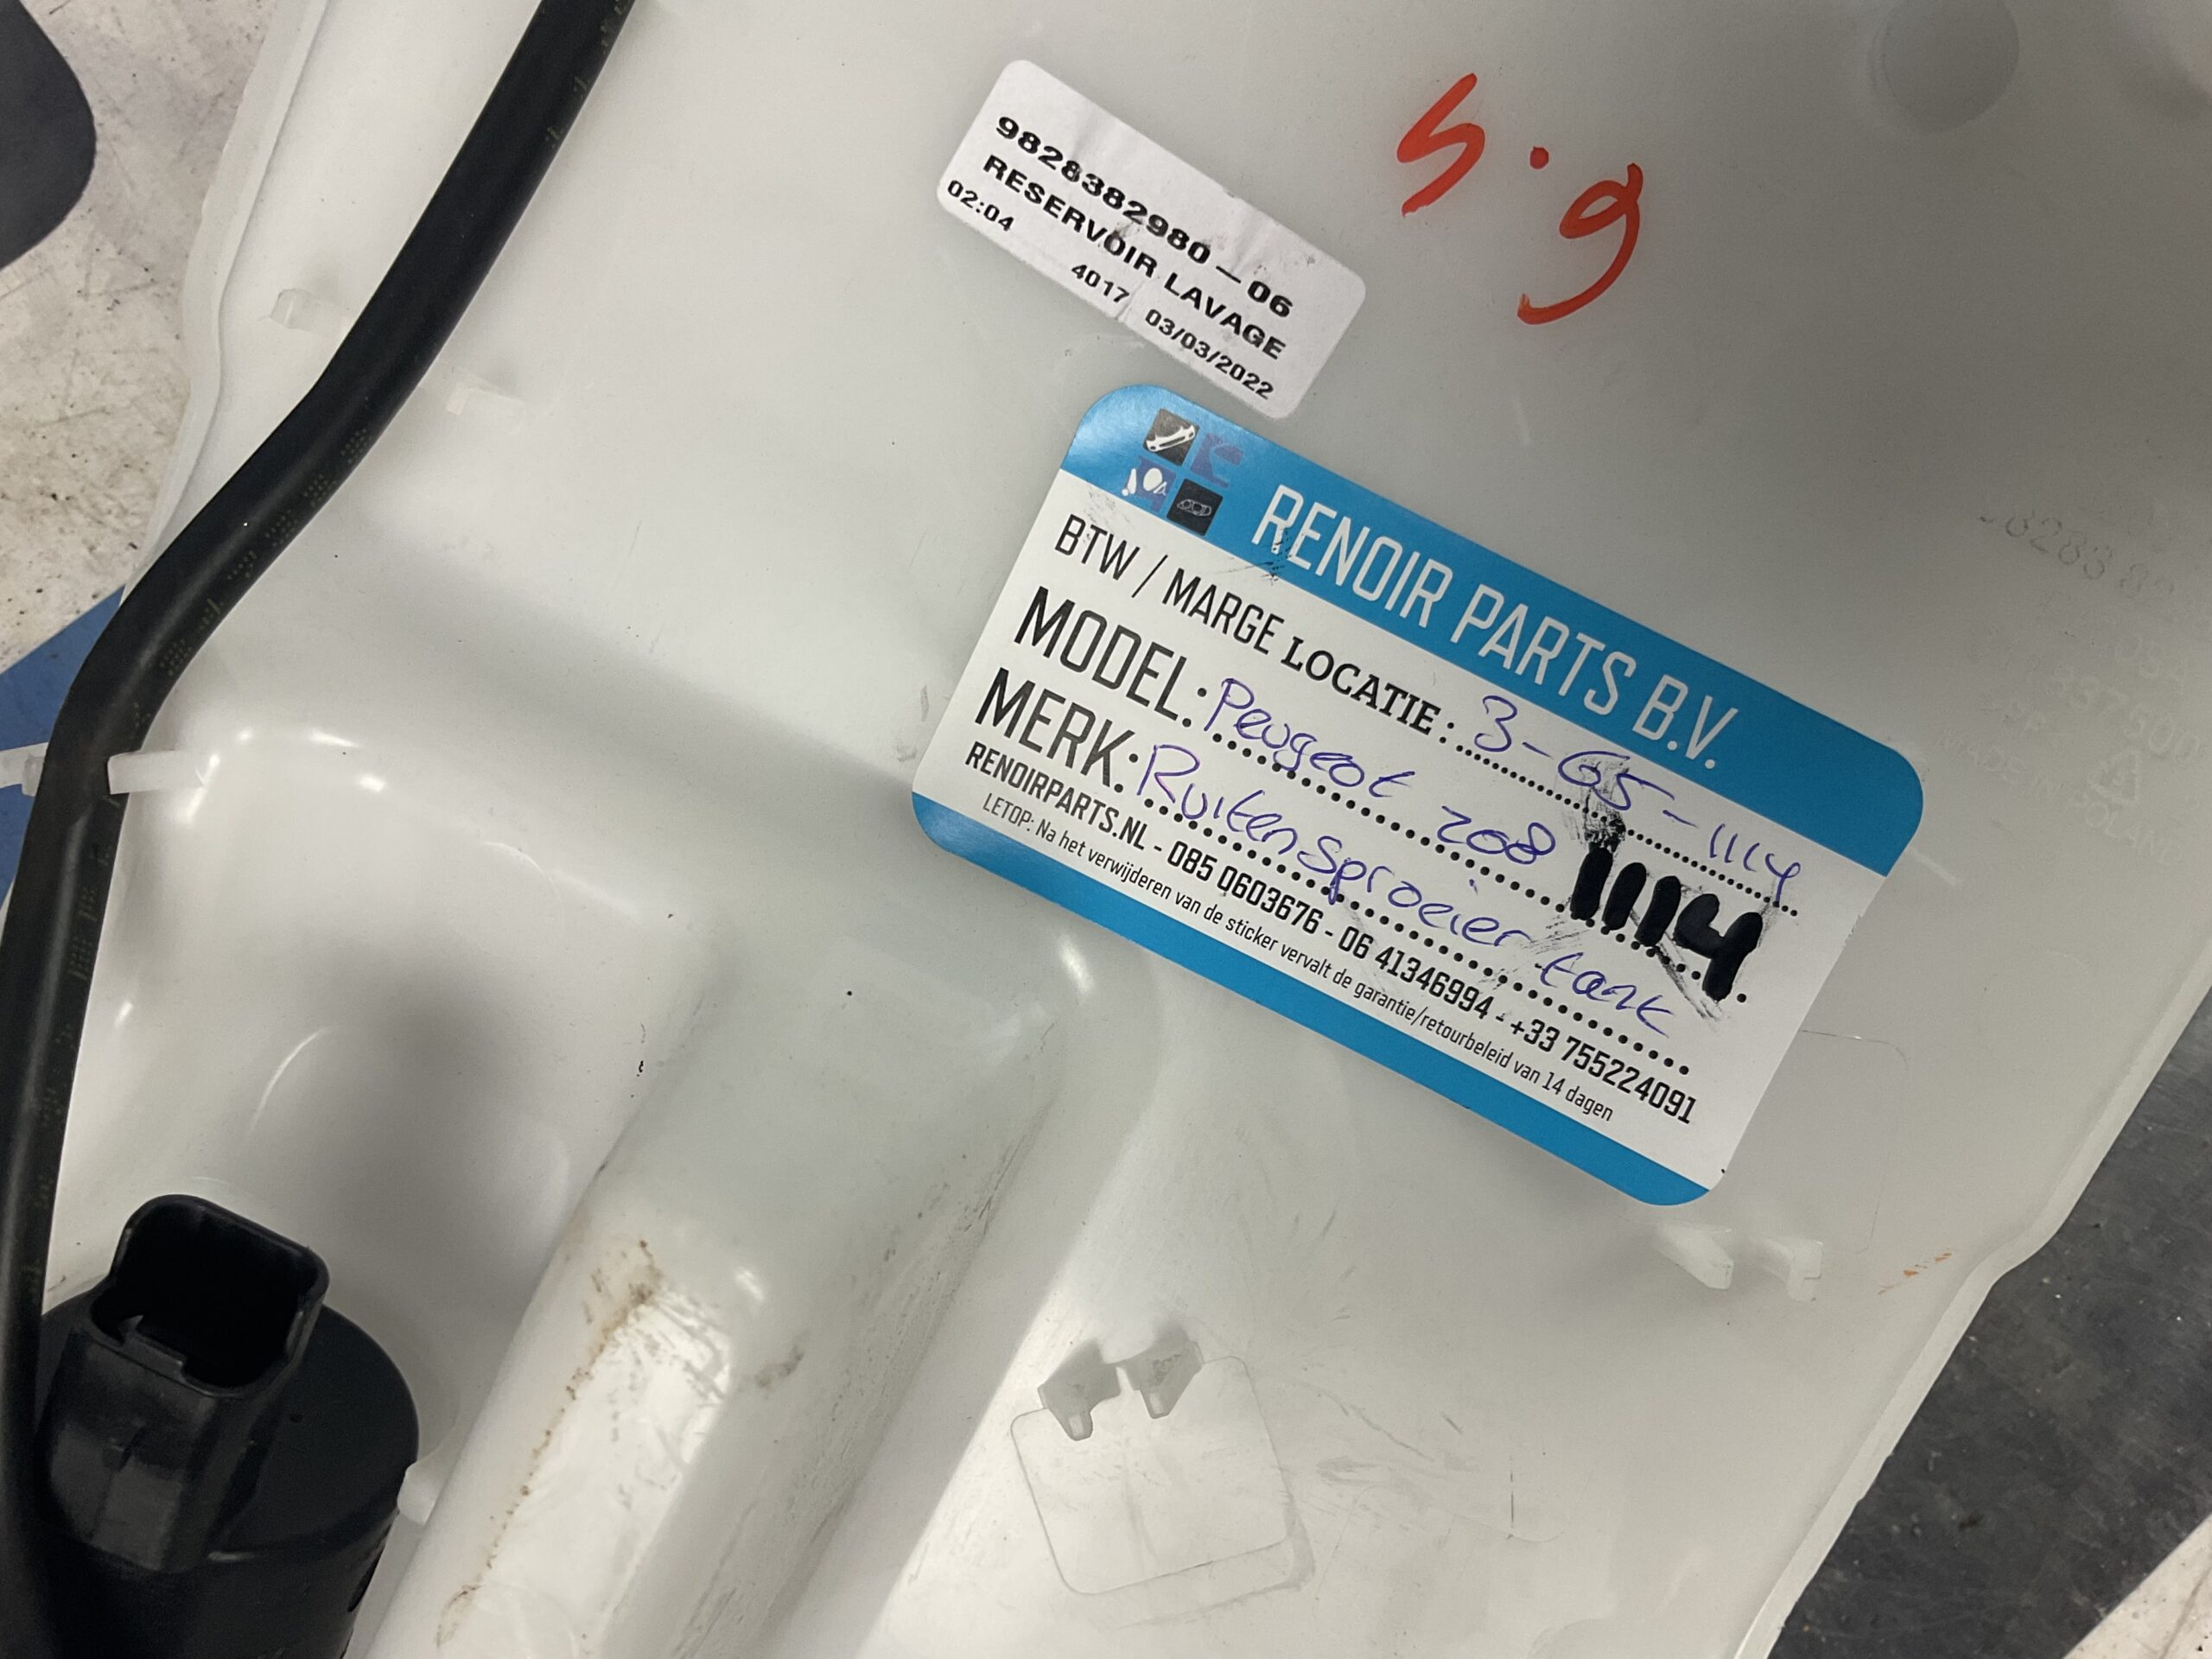 9828382980-06
RESERVOIR LAVAGE
02:04 4017 03/03/2022
RENOIR PARTS B.V.
BTW / MARGE LOCATIE: 3-G5-1114
MODEL: Peugeot 208
1114
MERK: Ruitensproeier tank
RENOIRPARTS.NL - 085 0603676 - 06 41346994 - +33 755224091
LETOP: Na het verwijderen van de sticker vervalt de garantie/retourbeleid van 14 dagen